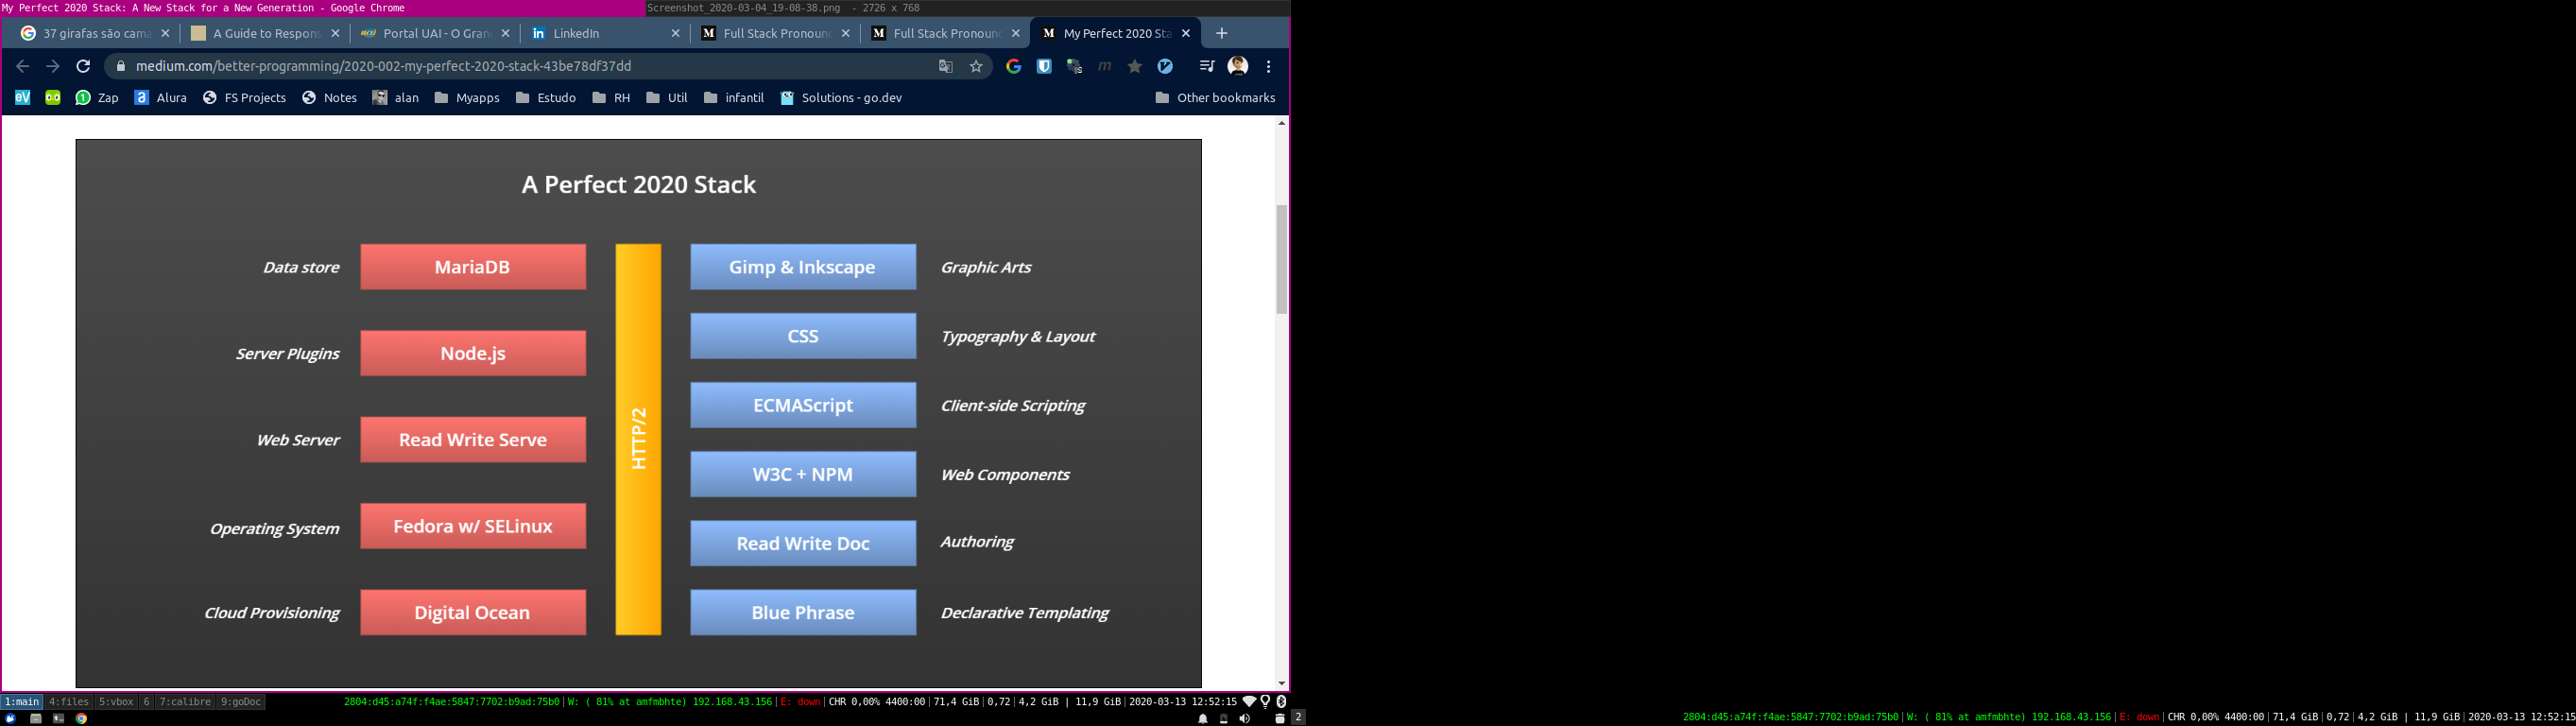 My Perfect 2020 Stack: A New Stack for a New Generation - Google Chrome
Screenshot_2020-03-04_19-08-38.png - 2726 x 768
37 girafas são cama
A Guide to Respons
Portal UAI - O Gran
LinkedIn
Full Stack Pronounc
Full Stack Pronounc
My Perfect 2020 Sta
medium.com/better-programming/2020-002-my-perfect-2020-stack-43be78df37dd
Zap
Alura
FS Projects
Notes
alan
Myapps
Estudo
RH
Util
infantil
Solutions - go.dev
Other bookmarks
A Perfect 2020 Stack
Data store
MariaDB
Server Plugins
Node.js
Web Server
Read Write Serve
Operating System
Fedora w/ SELinux
Cloud Provisioning
Digital Ocean
HTTP/2
Gimp & Inkscape
Graphic Arts
CSS
Typography & Layout
ECMAScript
Client-side Scripting
W3C + NPM
Web Components
Read Write Doc
Authoring
Blue Phrase
Declarative Templating
1:main 4:files 5:vbox 6 7:calibre 9:goDoc
2804:d45:a74f:f4ae:5847:7702:b9ad:75b0 | W: ( 81% at amfmbhte) 192.168.43.156 | E: down | CHR 0,00% 4400:00 | 71,4 GiB | 0,72 | 4,2 GiB | 11,9 GiB | 2020-03-13 12:52:15
2
2804:d45:a74f:f4ae:5847:7702:b9ad:75b0 | W: ( 81% at amfmbhte) 192.168.43.156 | E: down | CHR 0,00% 4400:00 | 71,4 GiB | 0,72 | 4,2 GiB | 11,9 GiB | 2020-03-13 12:52:1